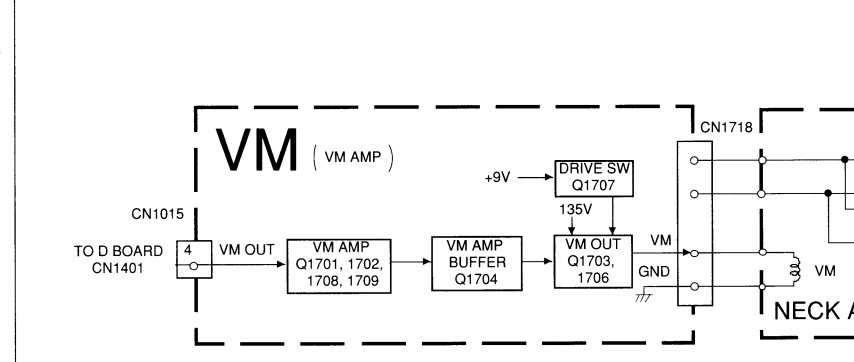 CN1718
VM ( VM AMP )
DRIVE SW
Q1707
+9V
135V
CN1015
4
TO D BOARD
CN1401
VM OUT
VM AMP
Q1701, 1702,
1708, 1709
VM AMP
BUFFER
Q1704
VM OUT
Q1703,
1706
VM
GND
VM
NECK